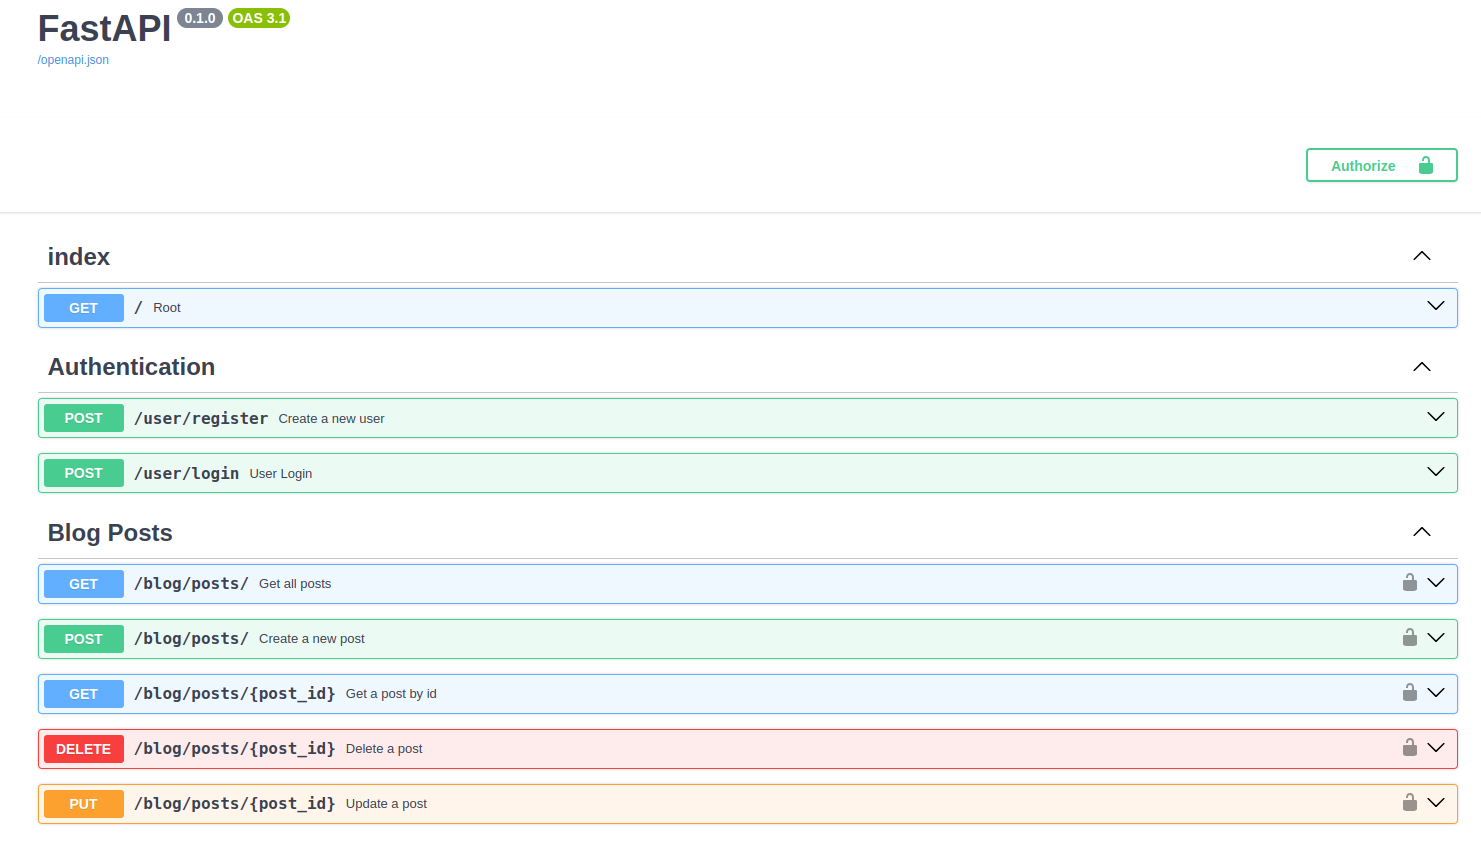 FastAPI 0.1.0 OAS 3.1
/openapi.json
Authorize
index
GET / Root
Authentication
POST /user/register Create a new user
POST /user/login User Login
Blog Posts
GET /blog/posts/ Get all posts
POST /blog/posts/ Create a new post
GET /blog/posts/{post_id} Get a post by id
DELETE /blog/posts/{post_id} Delete a post
PUT /blog/posts/{post_id} Update a post